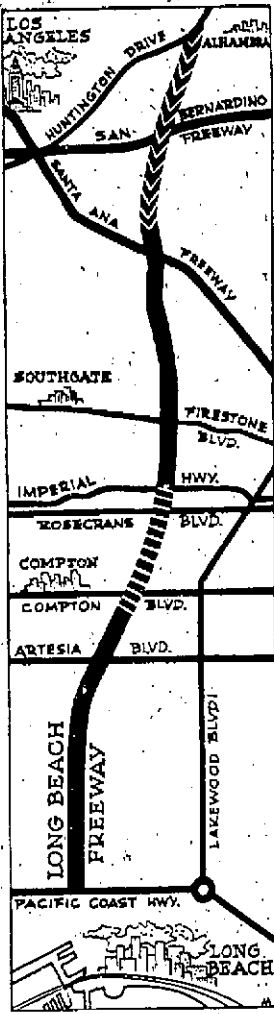 LOS
ANGELES
HUNTINGTON DRIVE
ALHAMBRA
SAN BERNARDINO
FREEWAY
SANTA ANA FREEWAY
SOUTHGATE
FIRESTONE
BLVD.
IMPERIAL HWY.
ROSECRANS BLVD.
COMPTON
COMPTON BLVD.
ARTESIA BLVD.
LONG BEACH
FREEWAY
LAKEWOOD BLVD.
PACIFIC COAST HWY.
LONG
BEACH